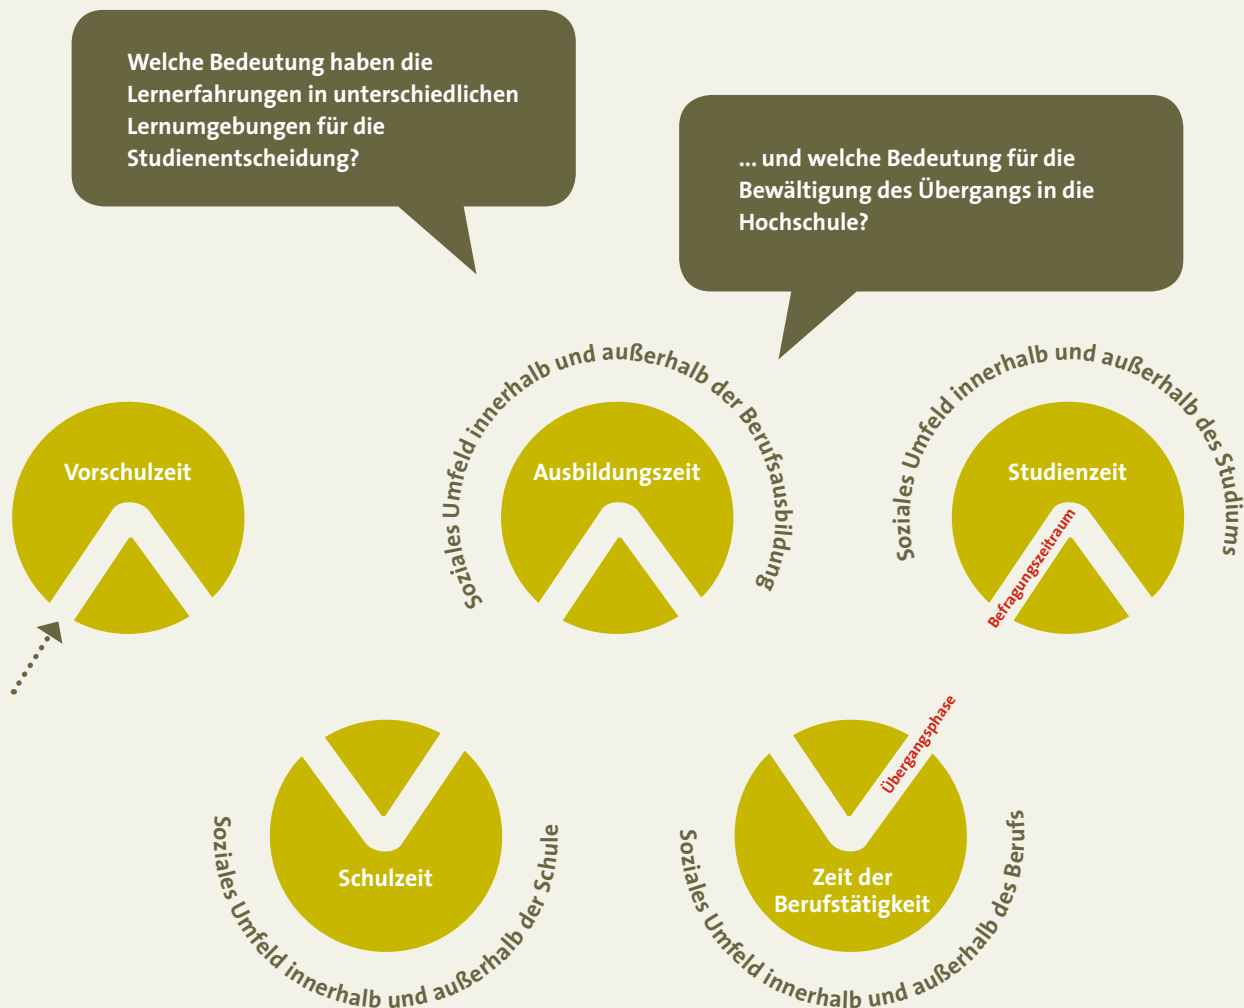 Welche Bedeutung haben die
Lernerfahrungen in unterschiedlichen
Lernumgebungen für die
Studienentscheidung?
... und welche Bedeutung für die
Bewältigung des Übergangs in die
Hochschule?
Vorschulzeit
Soziales Umfeld innerhalb und außerhalb der Berufsausbildung
Ausbildungszeit
Soziales Umfeld innerhalb und außerhalb des Studiums
Studienzeit
Befragungszeitraum
Übergangsphase
Schulzeit
Soziales Umfeld innerhalb und außerhalb der Schule
Zeit der
Berufstätigkeit
Soziales Umfeld innerhalb und außerhalb des Berufs